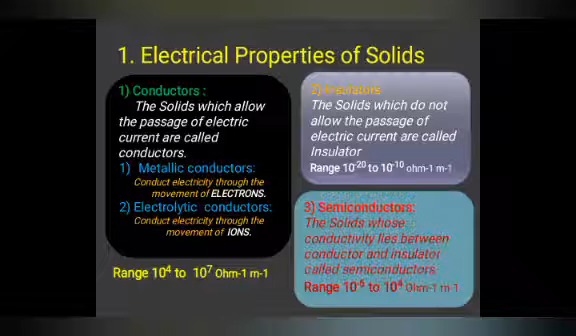 1. Electrical Properties of Solids
1) Conductors :
The Solids which allow
the passage of electric
current are called
conductors.
1) Metallic conductors:
Conduct electricity through the
movement of ELECTRONS.
2) Electrolytic conductors:
Conduct electricity through the
movement of IONS.
Range 10⁴ to 10⁷ Ohm-1 m-1
2) Insulators
The Solids which do not
allow the passage of
electric current are called
Insulator
Range 10⁻²⁰ to 10⁻¹⁰ ohm-1 m-1
3) Semiconductors:
The Solids whose
conductivity lies between
conductor and insulator
called semiconductors
Range 10⁻⁶ to 10⁴ Ohm-1 m-1